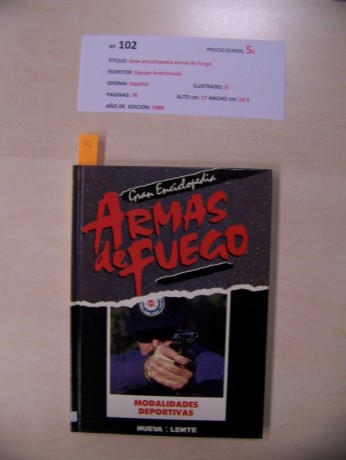 Nº 102 PRECIO EUROS: 5
TITULO: Gran enciclopedia armas de fuego
ESCRITOR: Equipo Andrómeda
IDIOMA: Español ILUSTRADO: SI
PAGINAS: 76 ALTO cm: 27 ANCHO cm: 19'5
AÑO DE EDICION: 1988
102
Gran Enciclopedia
ARMAS
de FUEGO
MODALIDADES
DEPORTIVAS
NUEVA : LENTE